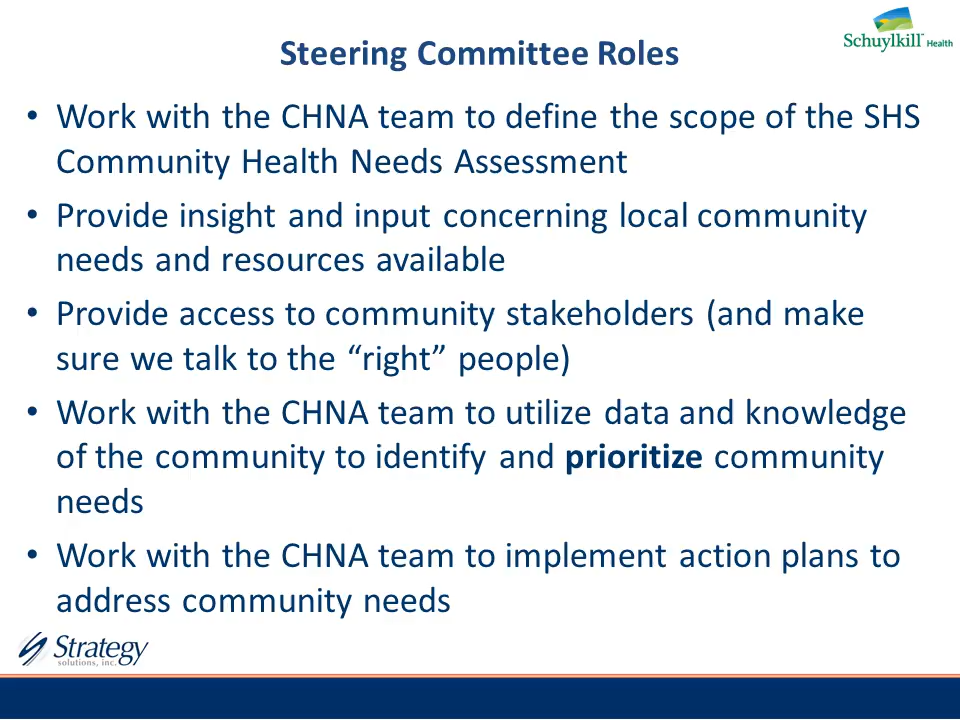 Steering Committee Roles
Schuylkill Health
• Work with the CHNA team to define the scope of the SHS
Community Health Needs Assessment
• Provide insight and input concerning local community
needs and resources available
• Provide access to community stakeholders (and make
sure we talk to the “right” people)
• Work with the CHNA team to utilize data and knowledge
of the community to identify and prioritize community
needs
• Work with the CHNA team to implement action plans to
address community needs
Strategy
solutions, inc.